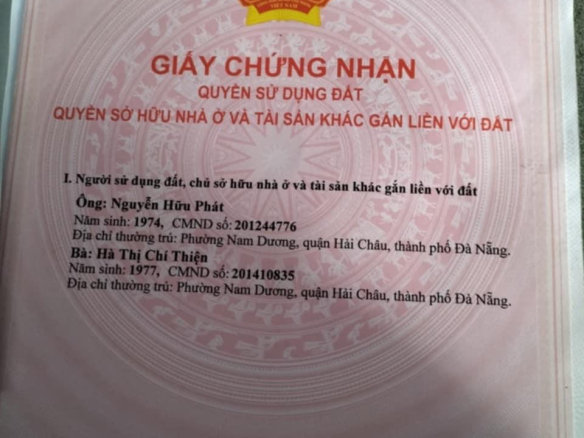 VIỆT NAM
GIẤY CHỨNG NHẬN
QUYỀN SỬ DỤNG ĐẤT
QUYỀN SỞ HỮU NHÀ Ở VÀ TÀI SẢN KHÁC GẮN LIỀN VỚI ĐẤT
I. Người sử dụng đất, chủ sở hữu nhà ở và tài sản khác gắn liền với đất
Ông: Nguyễn Hữu Phát
Năm sinh: 1974, CMND số: 201244776
Địa chỉ thường trú: Phường Nam Dương, quận Hải Châu, thành phố Đà Nẵng.
Bà: Hà Thị Chí Thiện
Năm sinh: 1977, CMND số: 201410835
Địa chỉ thường trú: Phường Nam Dương, quận Hải Châu, thành phố Đà Nẵng.